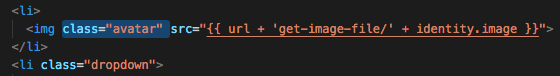 <li>
<img class="avatar" src="{{ url + 'get-image-file/' + identity.image }}">
</li>
<li class="dropdown">